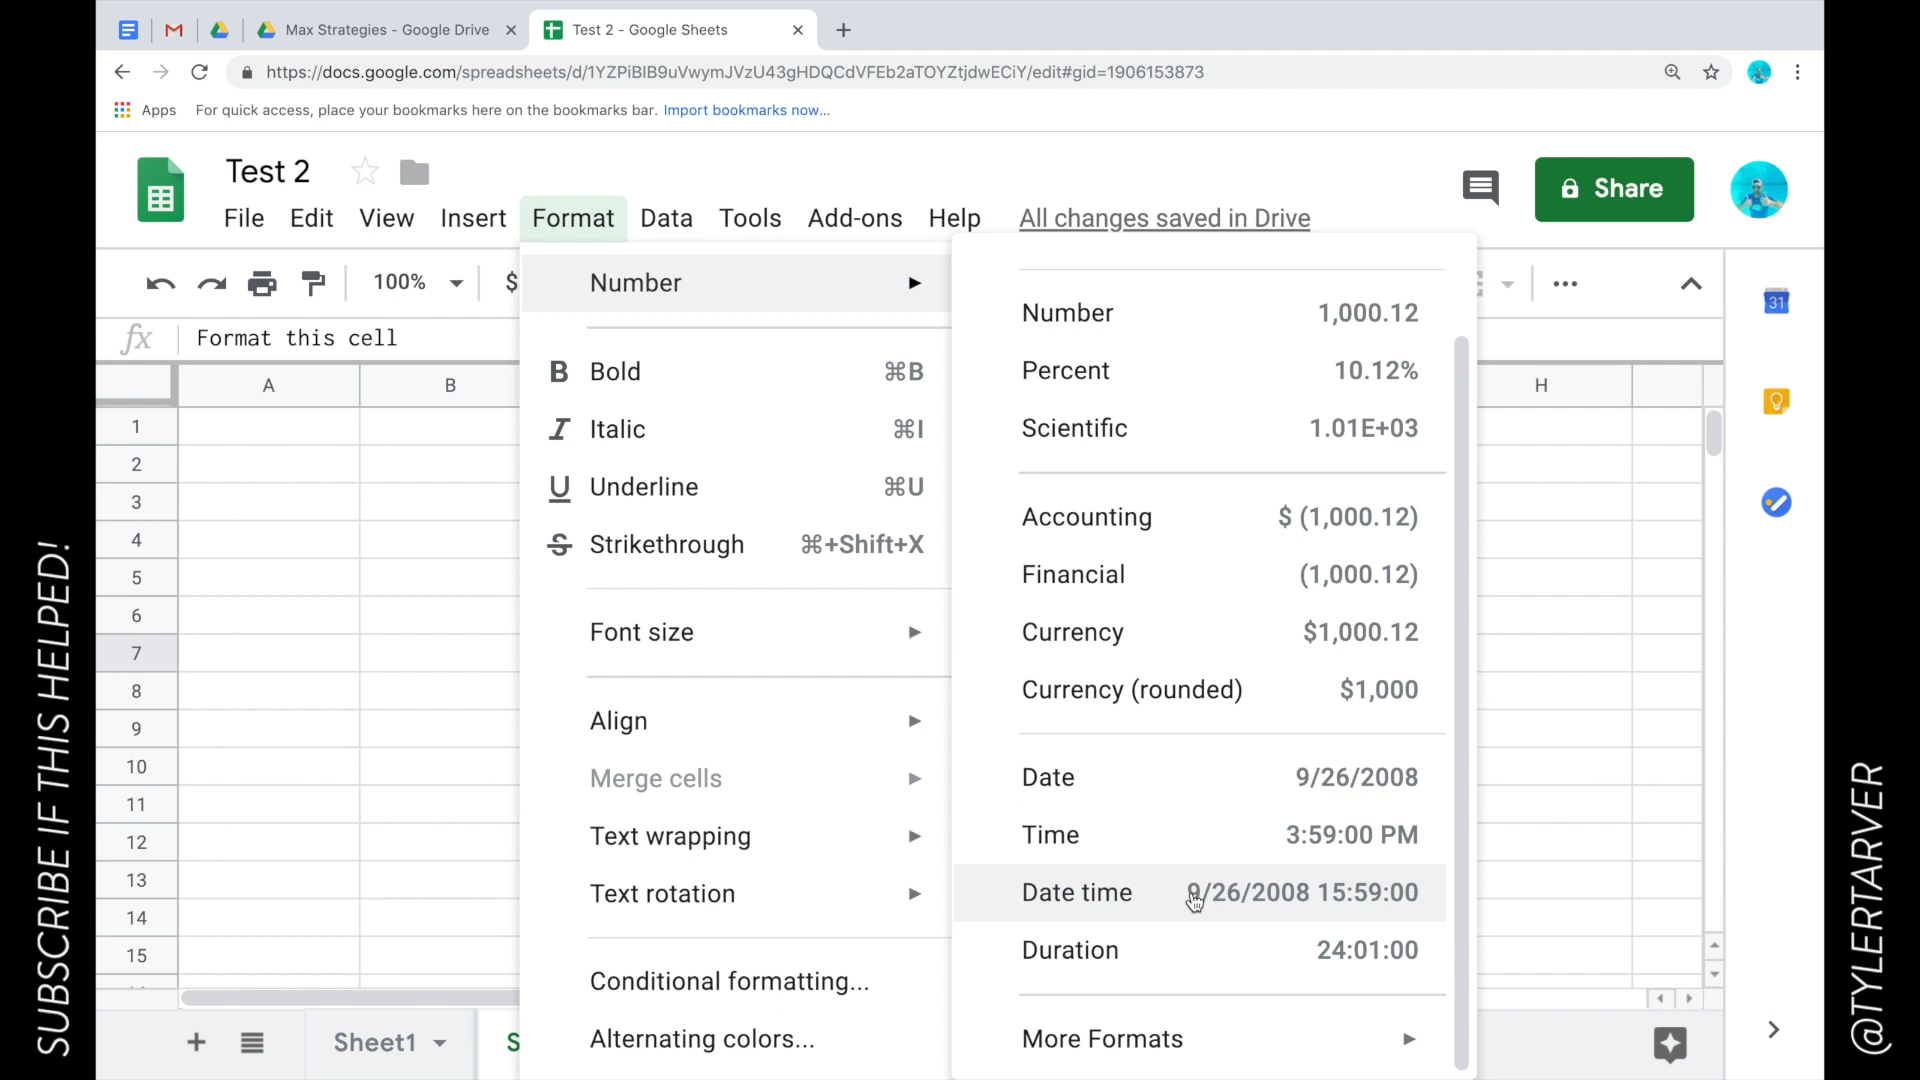 Max Strategies - Google Drive
Test 2 - Google Sheets
https://docs.google.com/spreadsheets/d/1YZPiBIB9uVwymJVzU43gHDQCdVFEb2aTOYZtjdwECiY/edit#gid=1906153873
Apps For quick access, place your bookmarks here on the bookmarks bar. Import bookmarks now...
Test 2
File Edit View Insert Format Data Tools Add-ons Help All changes saved in Drive
Share
100% $
fx Format this cell
A B H
1
2
3
4
5
6
7
8
9
10
11
12
13
14
15
Number
B Bold ⌘B
I Italic ⌘I
U Underline ⌘U
S Strikethrough ⌘+Shift+X
Font size
Align
Merge cells
Text wrapping
Text rotation
Conditional formatting...
Alternating colors...
Number 1,000.12
Percent 10.12%
Scientific 1.01E+03
Accounting $ (1,000.12)
Financial (1,000.12)
Currency $1,000.12
Currency (rounded) $1,000
Date 9/26/2008
Time 3:59:00 PM
Date time 9/26/2008 15:59:00
Duration 24:01:00
More Formats
31
Sheet1 S
SUBSCRIBE IF THIS HELPED!
@TYLERTARVER